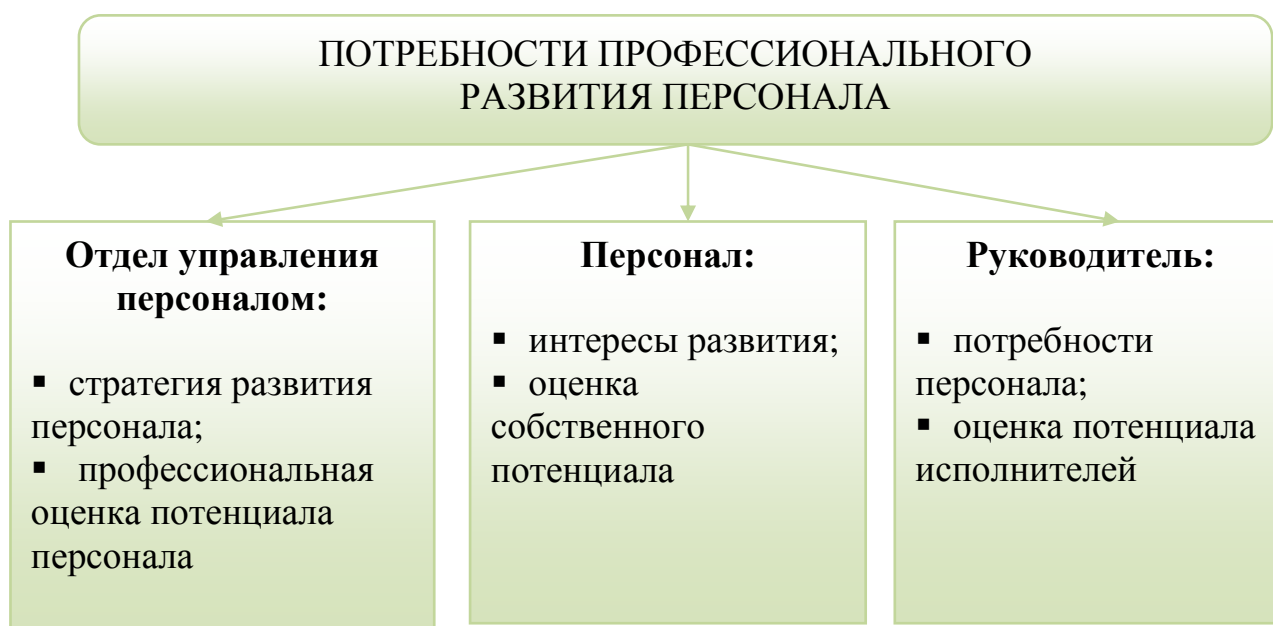 ПОТРЕБНОСТИ ПРОФЕССИОНАЛЬНОГО
РАЗВИТИЯ ПЕРСОНАЛА
Отдел управления
персоналом:
▪ стратегия развития
персонала;
▪ профессиональная
оценка потенциала
персонала
Персонал:
▪ интересы развития;
▪ оценка
собственного
потенциала
Руководитель:
▪ потребности
персонала;
▪ оценка потенциала
исполнителей